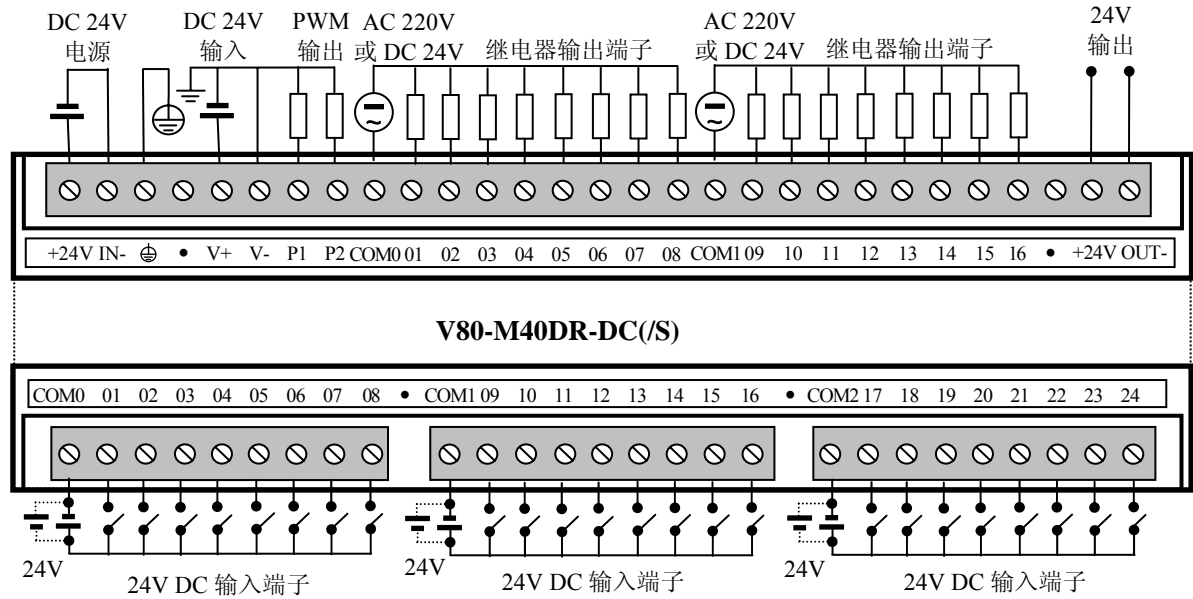 DC 24V 电源
DC 24V 输入
PWM 输出
AC 220V 或 DC 24V
继电器输出端子
AC 220V 或 DC 24V
继电器输出端子
24V 输出
+24V IN- • V+ V- P1 P2 COM0 01 02 03 04 05 06 07 08 COM1 09 10 11 12 13 14 15 16 • +24V OUT-
V80-M40DR-DC(/S)
COM0 01 02 03 04 05 06 07 08 • COM1 09 10 11 12 13 14 15 16 • COM2 17 18 19 20 21 22 23 24
24V
24V DC 输入端子
24V
24V DC 输入端子
24V
24V DC 输入端子